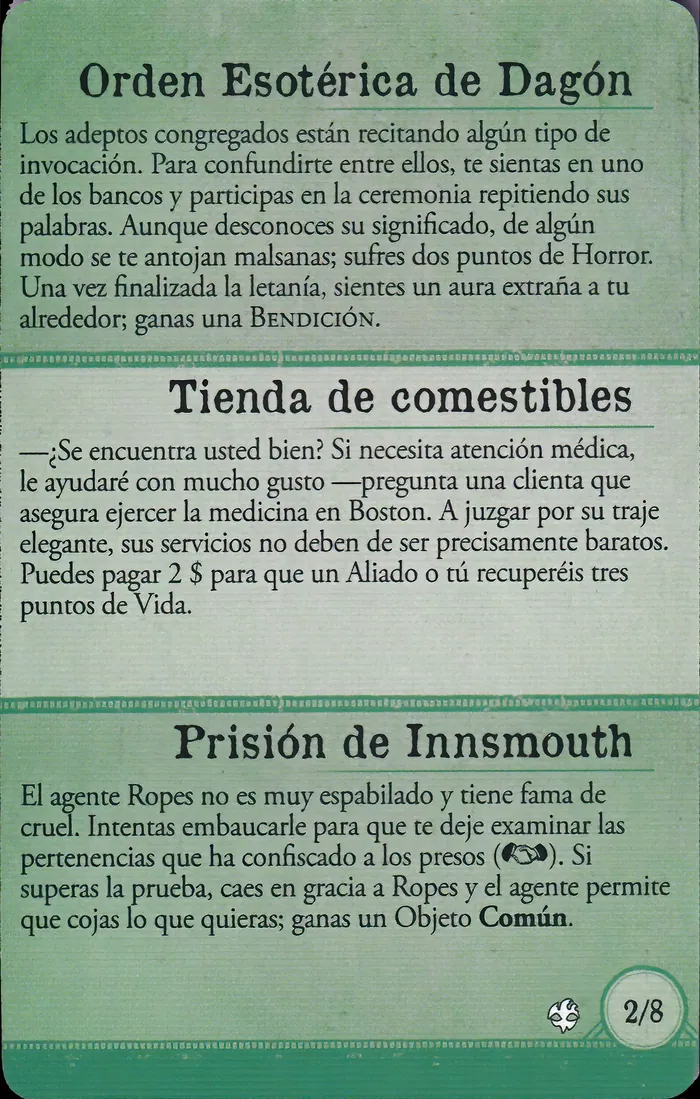 Orden Esotérica de Dagón
Los adeptos congregados están recitando algún tipo de
invocación. Para confundirte entre ellos, te sientas en uno
de los bancos y participas en la ceremonia repitiendo sus
palabras. Aunque desconoces su significado, de algún
modo se te antojan malsanas; sufres dos puntos de Horror.
Una vez finalizada la letanía, sientes un aura extraña a tu
alrededor; ganas una BENDICIÓN.
Tienda de comestibles
—¿Se encuentra usted bien? Si necesita atención médica,
le ayudaré con mucho gusto —pregunta una clienta que
asegura ejercer la medicina en Boston. A juzgar por su traje
elegante, sus servicios no deben de ser precisamente baratos.
Puedes pagar 2 $ para que un Aliado o tú recuperéis tres
puntos de Vida.
Prisión de Innsmouth
El agente Ropes no es muy espabilado y tiene fama de
cruel. Intentas embaucarle para que te deje examinar las
pertenencias que ha confiscado a los presos (). Si
superas la prueba, caes en gracia a Ropes y el agente permite
que cojas lo que quieras; ganas un Objeto Común.
2/8